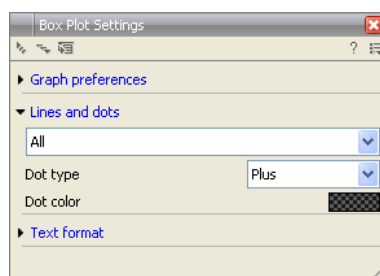 Box Plot Settings
?
Graph preferences
Lines and dots
All
Dot type Plus
Dot color
Text format